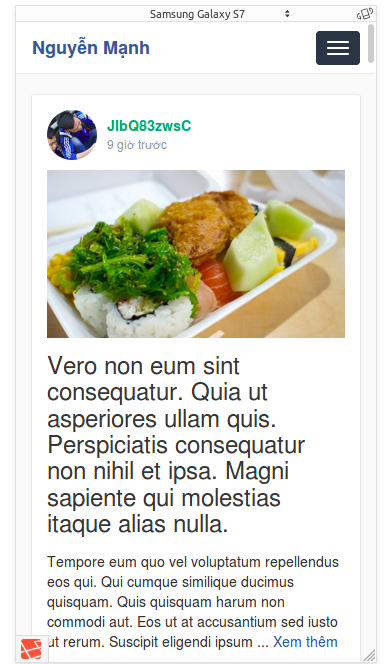 Samsung Galaxy S7
Nguyễn Mạnh
JlbQ83zwsC
9 giờ trước
Vero non eum sint
consequatur. Quia ut
asperiores ullam quis.
Perspiciatis consequatur
non nihil et ipsa. Magni
sapiente qui molestias
itaque alias nulla.
Tempore eum quo vel voluptatum repellendus
eos qui. Qui cumque similique ducimus
quisquam. Quis quisquam harum non
commodi aut. Eos ut at accusantium sed iusto
ut rerum. Suscipit eligendi ipsum ... Xem thêm